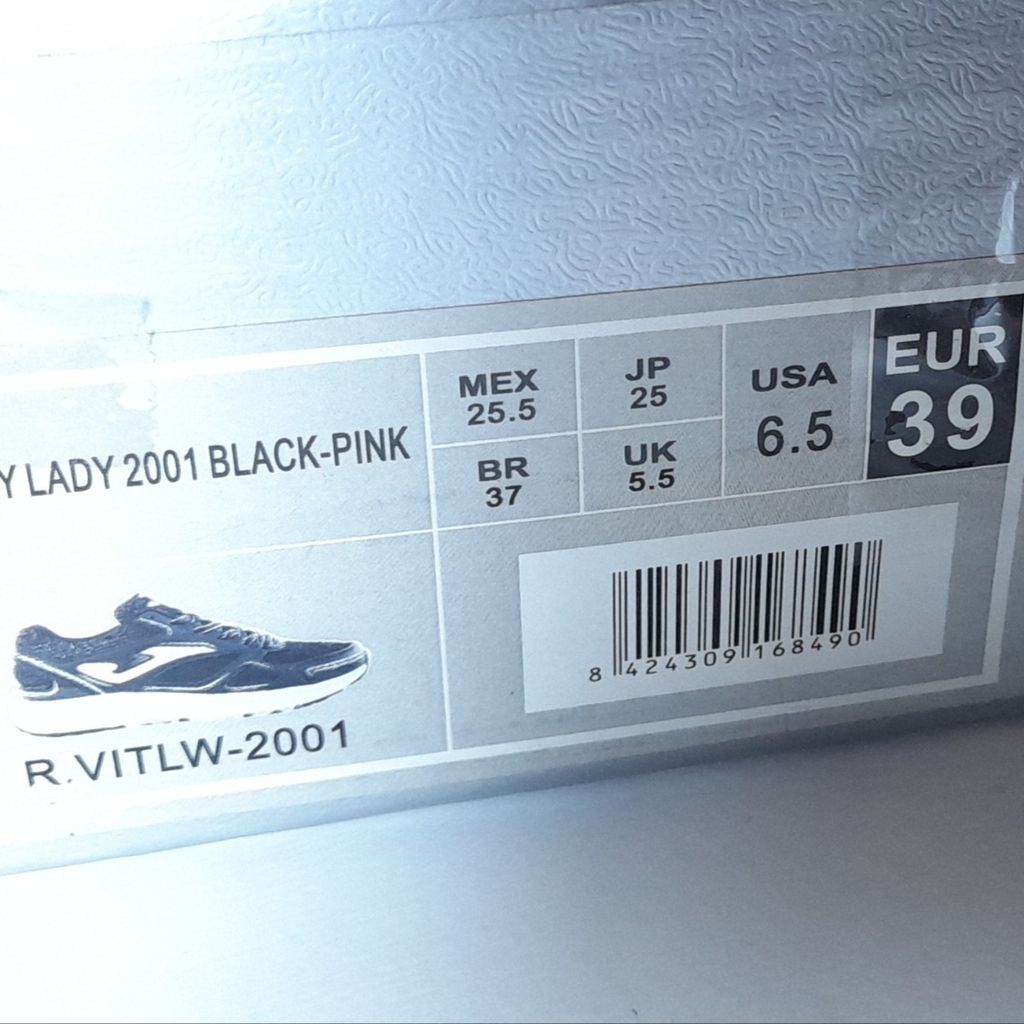 Y LADY 2001 BLACK-PINK
MEX
25.5
JP
25
BR
37
UK
5.5
USA
6.5
EUR
39
R.VITLW-2001
8 424309 168490